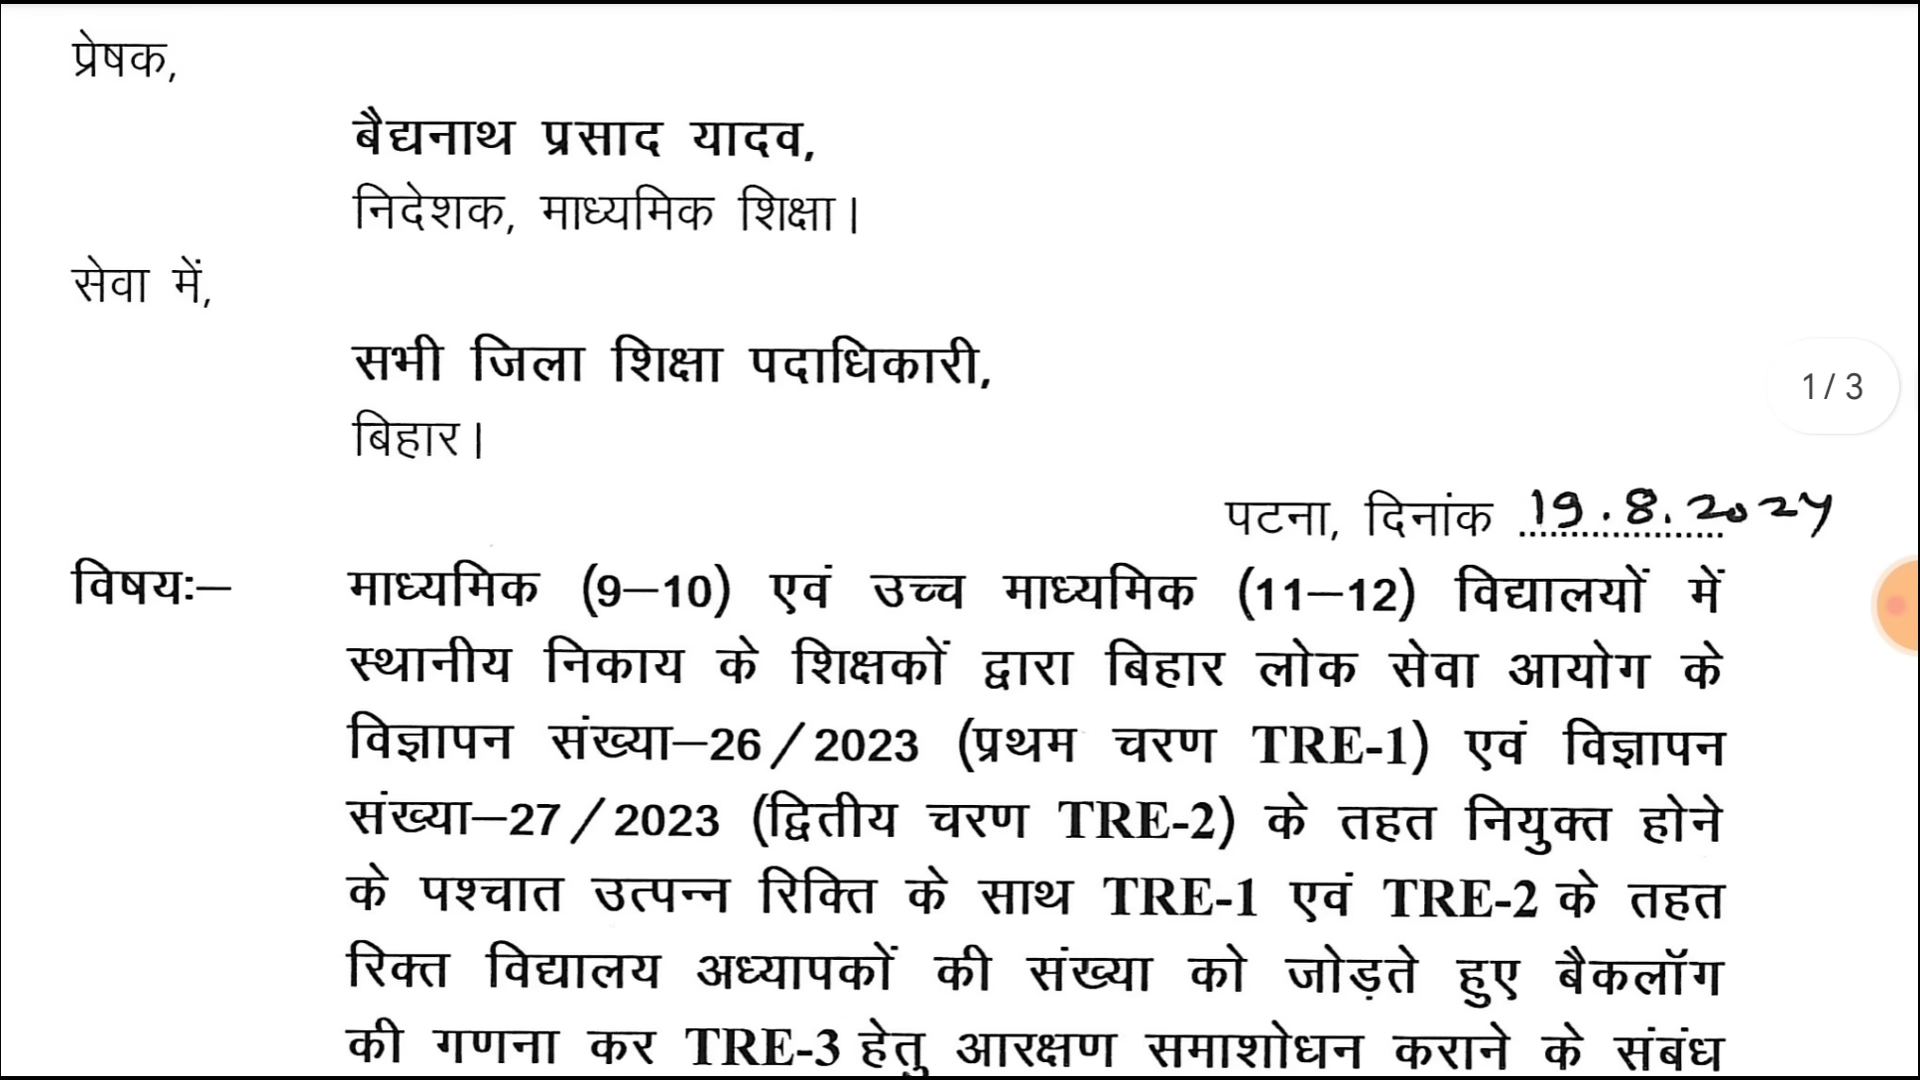 प्रेषक,
बैद्यनाथ प्रसाद यादव,
निदेशक, माध्यमिक शिक्षा।
सेवा में,
सभी जिला शिक्षा पदाधिकारी,
बिहार।
1/3
पटना, दिनांक 19.8.2024
विषयः– माध्यमिक (9–10) एवं उच्च माध्यमिक (11–12) विद्यालयों में
स्थानीय निकाय के शिक्षकों द्वारा बिहार लोक सेवा आयोग के
विज्ञापन संख्या–26/2023 (प्रथम चरण TRE-1) एवं विज्ञापन
संख्या–27/2023 (द्वितीय चरण TRE-2) के तहत नियुक्त होने
के पश्चात उत्पन्न रिक्ति के साथ TRE-1 एवं TRE-2 के तहत
रिक्त विद्यालय अध्यापकों की संख्या को जोड़ते हुए बैकलॉग
की गणना कर TRE-3 हेतु आरक्षण समाशोधन कराने के संबंध